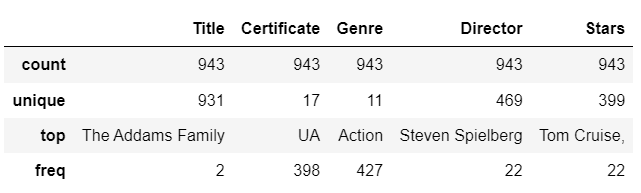 Title Certificate Genre Director Stars
count 943 943 943 943 943
unique 931 17 11 469 399
top The Addams Family UA Action Steven Spielberg Tom Cruise,
freq 2 398 427 22 22